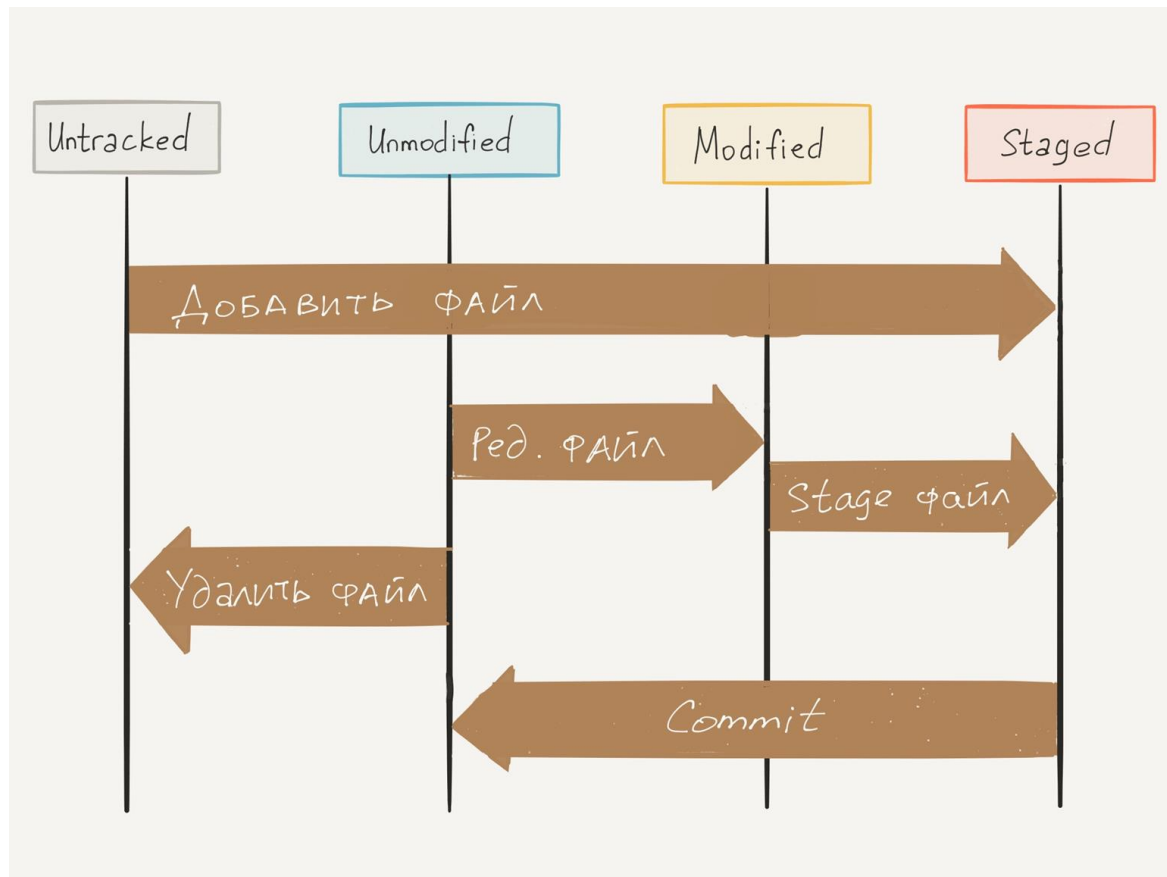 Untracked
Unmodified
Modified
Staged
Добавить файл
Ред. файл
Stage файл
Удалить файл
Commit